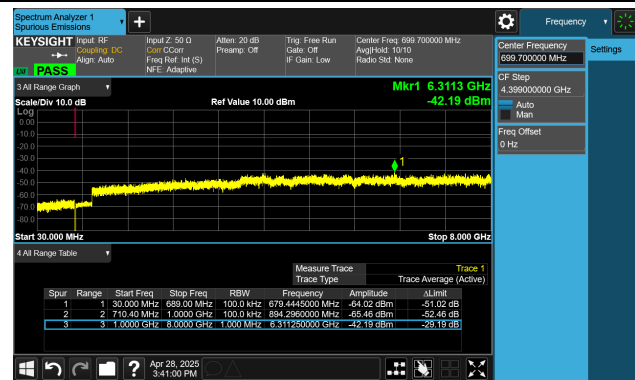 Spectrum Analyzer 1
Spurious Emissions
Frequency
KEYSIGHT
Input: RF
Coupling: DC
Align: Auto
Input Z: 50 Ω
Corr CCorr
Freq Ref: Int (S)
NFE: Adaptive
Atten: 20 dB
Preamp: Off
Trig: Free Run
Gate: Off
IF Gain: Low
Center Freq: 699.700000 MHz
Avg|Hold: 10/10
Radio Std: None
LXI PASS
Center Frequency
699.700000 MHz
Settings
CF Step
4.399000000 GHz
Auto
Man
Freq Offset
0 Hz
3 All Range Graph
Mkr1 6.3113 GHz
Scale/Div 10.0 dB Ref Value 10.00 dBm -42.19 dBm
Log
0.00
-10.0
-20.0
-30.0
-40.0
-50.0
-60.0
-70.0
-80.0
1
Start 30.000 MHz Stop 8.000 GHz
4 All Range Table
Measure Trace Trace 1
Trace Type Trace Average (Active)
Spur Range Start Freq Stop Freq RBW Frequency Amplitude ΔLimit
1 1 30.000 MHz 689.00 MHz 100.0 kHz 679.4445000 MHz -64.02 dBm -51.02 dB
2 2 710.40 MHz 1.0000 GHz 100.0 kHz 894.2960000 MHz -65.46 dBm -52.46 dB
3 3 1.0000 GHz 8.0000 GHz 1.000 MHz 6.311250000 GHz -42.19 dBm -29.19 dB
?
Apr 28, 2025
3:41:00 PM